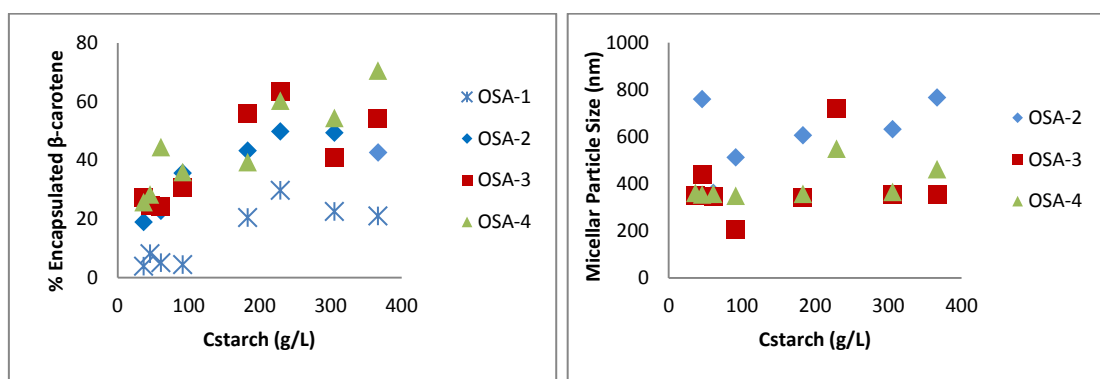 80
60
40
20
0
0 100 200 300 400
% Encapsulated β-carotene
Cstarch (g/L)
OSA-1
OSA-2
OSA-3
OSA-4
1000
800
600
400
200
0
0 100 200 300 400
Micellar Particle Size (nm)
Cstarch (g/L)
OSA-2
OSA-3
OSA-4